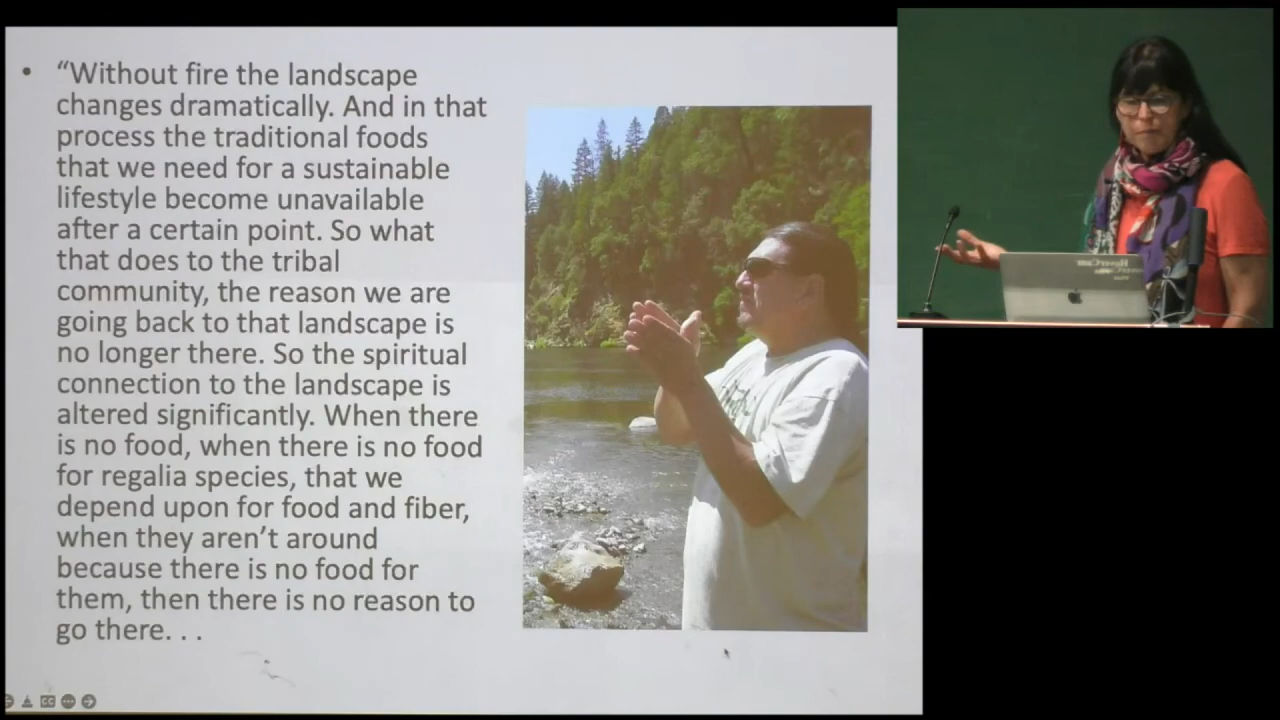 • “Without fire the landscape
changes dramatically. And in that
process the traditional foods
that we need for a sustainable
lifestyle become unavailable
after a certain point. So what
that does to the tribal
community, the reason we are
going back to that landscape is
no longer there. So the spiritual
connection to the landscape is
altered significantly. When there
is no food, when there is no food
for regalia species, that we
depend upon for food and fiber,
when they aren’t around
because there is no food for
them, then there is no reason to
go there. . .